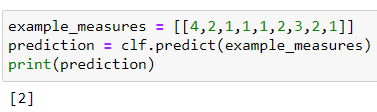 example_measures = [[4,2,1,1,1,2,3,2,1]]
prediction = clf.predict(example_measures)
print(prediction)
[2]